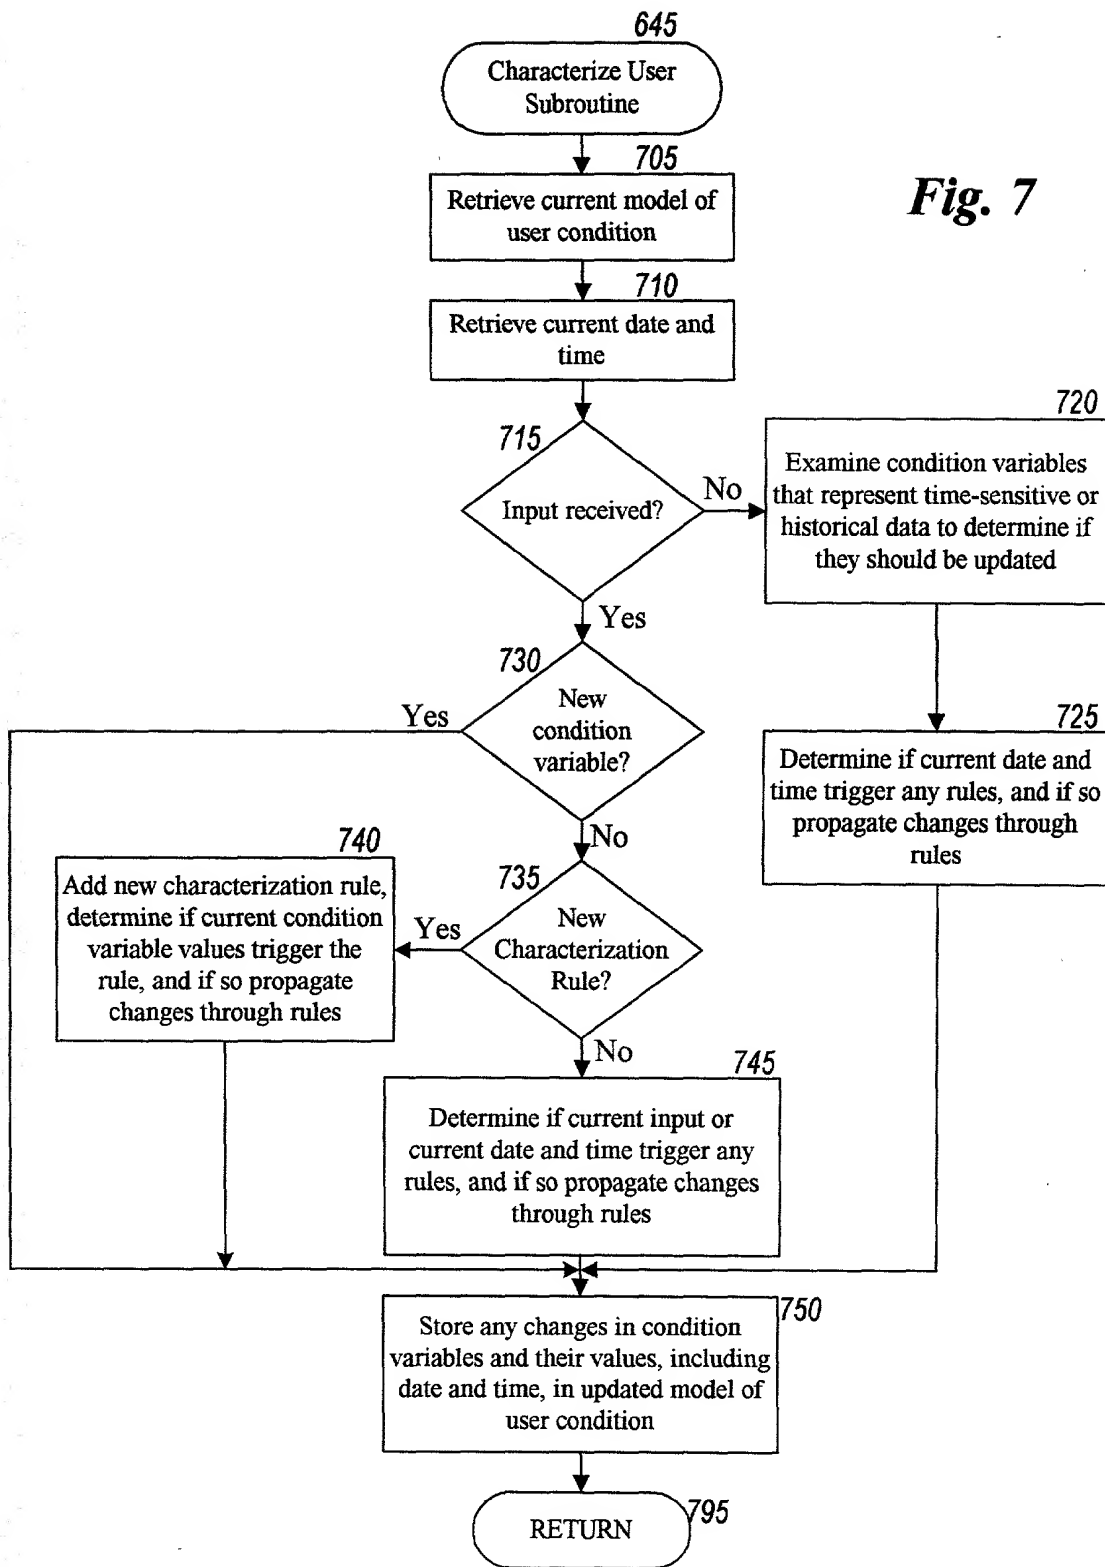 645
Characterize User
Subroutine
705
Retrieve current model of
user condition
Fig. 7
710
Retrieve current date and
time
715
Input received?
No
720
Examine condition variables
that represent time-sensitive or
historical data to determine if
they should be updated
Yes
730
New
condition
variable?
Yes
725
Determine if current date and
time trigger any rules, and if so
propagate changes through
rules
No
740
Add new characterization rule,
determine if current condition
variable values trigger the
rule, and if so propagate
changes through rules
735
New
Characterization
Rule?
Yes
No
745
Determine if current input or
current date and time trigger any
rules, and if so propagate changes
through rules
750
Store any changes in condition
variables and their values, including
date and time, in updated model of
user condition
795
RETURN